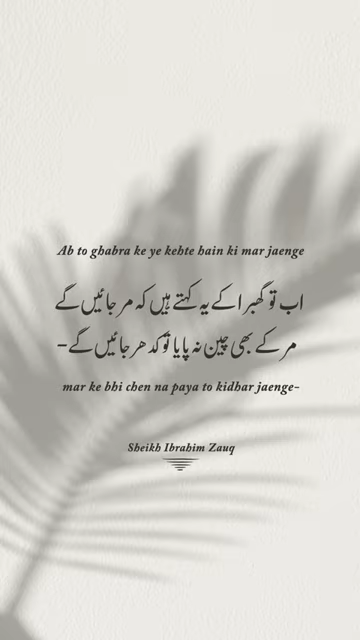 Ab to ghabra ke ye kehte hain ki mar jaenge
اب تو گھبرا کے یہ کہتے ہیں کہ مر جائیں گے
مر کے بھی چین نہ پایا تو کدھر جائیں گے-
mar ke bhi chen na paya to kidhar jaenge-
Sheikh Ibrahim Zauq